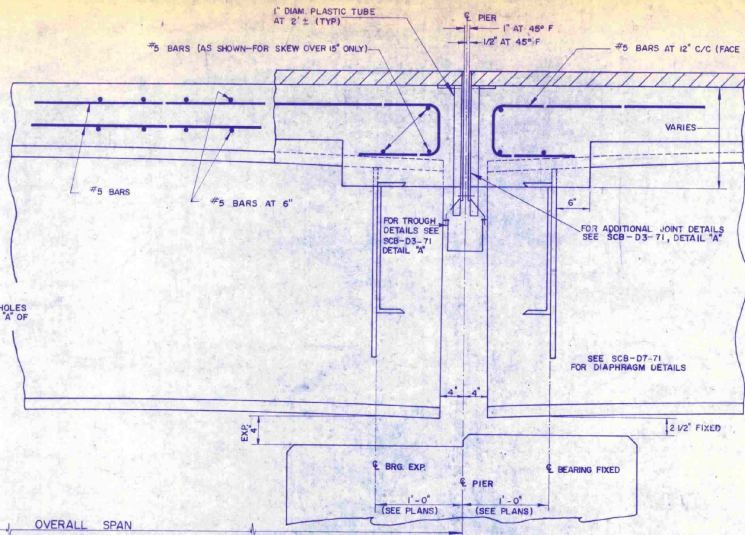 1" DIAM. PLASTIC TUBE
AT 2' ± (TYP)
℄ PIER
1" AT 45° F
1/2" AT 45° F
#5 BARS (AS SHOWN-FOR SKEW OVER 15° ONLY)
#5 BARS AT 12" C/C (FACE
VARIES
#5 BARS
#5 BARS AT 6"
6"
FOR TROUGH
DETAILS SEE
SCB-D3-71
DETAIL "A"
FOR ADDITIONAL JOINT DETAILS
SEE SCB-D3-71, DETAIL "A"
HOLES
"A" OF
SEE SCB-D7-71
FOR DIAPHRAGM DETAILS
4"
4"
EXP.
4"
2 1/2" FIXED
℄ BRG. EXP.
℄ PIER
℄ BEARING FIXED
1'-0"
(SEE PLANS)
1'-0"
(SEE PLANS)
OVERALL SPAN